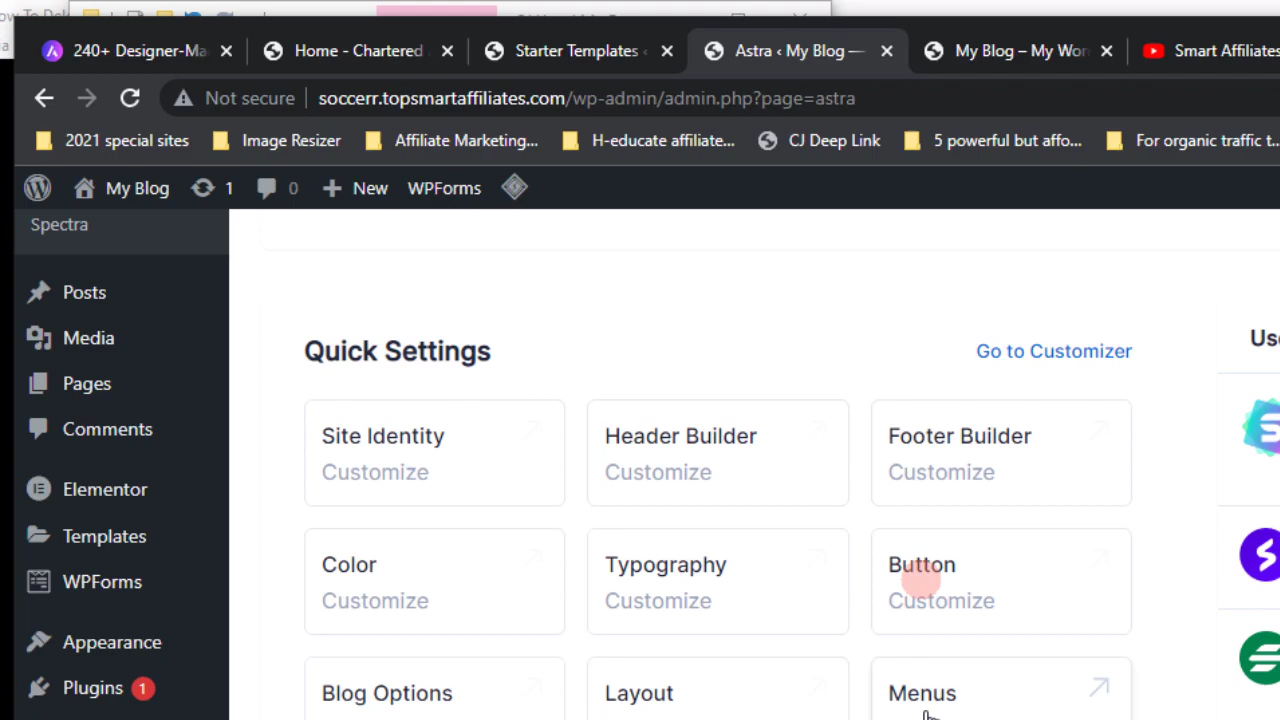 240+ Designer-Ma
Home - Chartered
Starter Templates ‹
Astra ‹ My Blog —
My Blog – My Wor
Smart Affiliates
Not secure
soccerr.topsmartaffiliates.com/wp-admin/admin.php?page=astra
2021 special sites
Image Resizer
Affiliate Marketing...
H-educate affiliate...
CJ Deep Link
5 powerful but affo...
For organic traffic t...
My Blog
1
0
New
WPForms
Spectra
Posts
Media
Pages
Comments
Elementor
Templates
WPForms
Appearance
Plugins 1
Quick Settings
Go to Customizer
Site Identity
Customize
Header Builder
Customize
Footer Builder
Customize
Color
Customize
Typography
Customize
Button
Customize
Blog Options
Layout
Menus